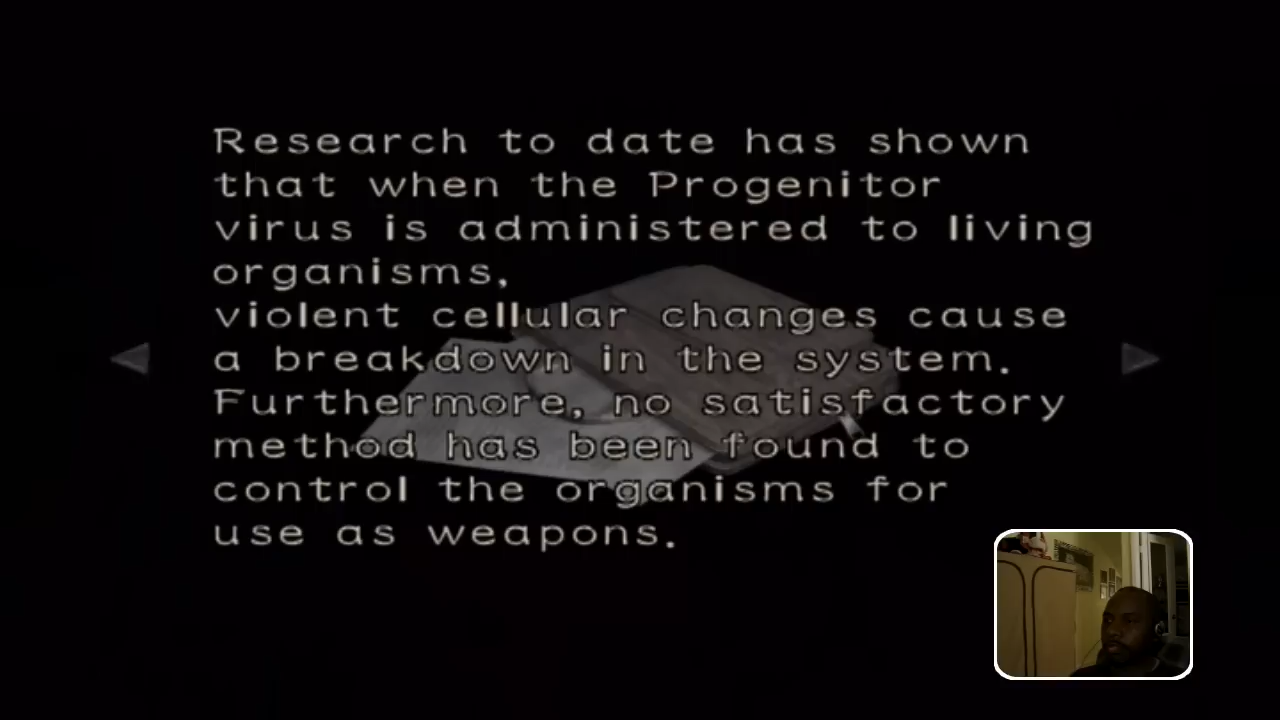 Research to date has shown
that when the Progenitor
virus is administered to living
organisms,
violent cellular changes cause
a breakdown in the system.
Furthermore, no satisfactory
method has been found to
control the organisms for
use as weapons.